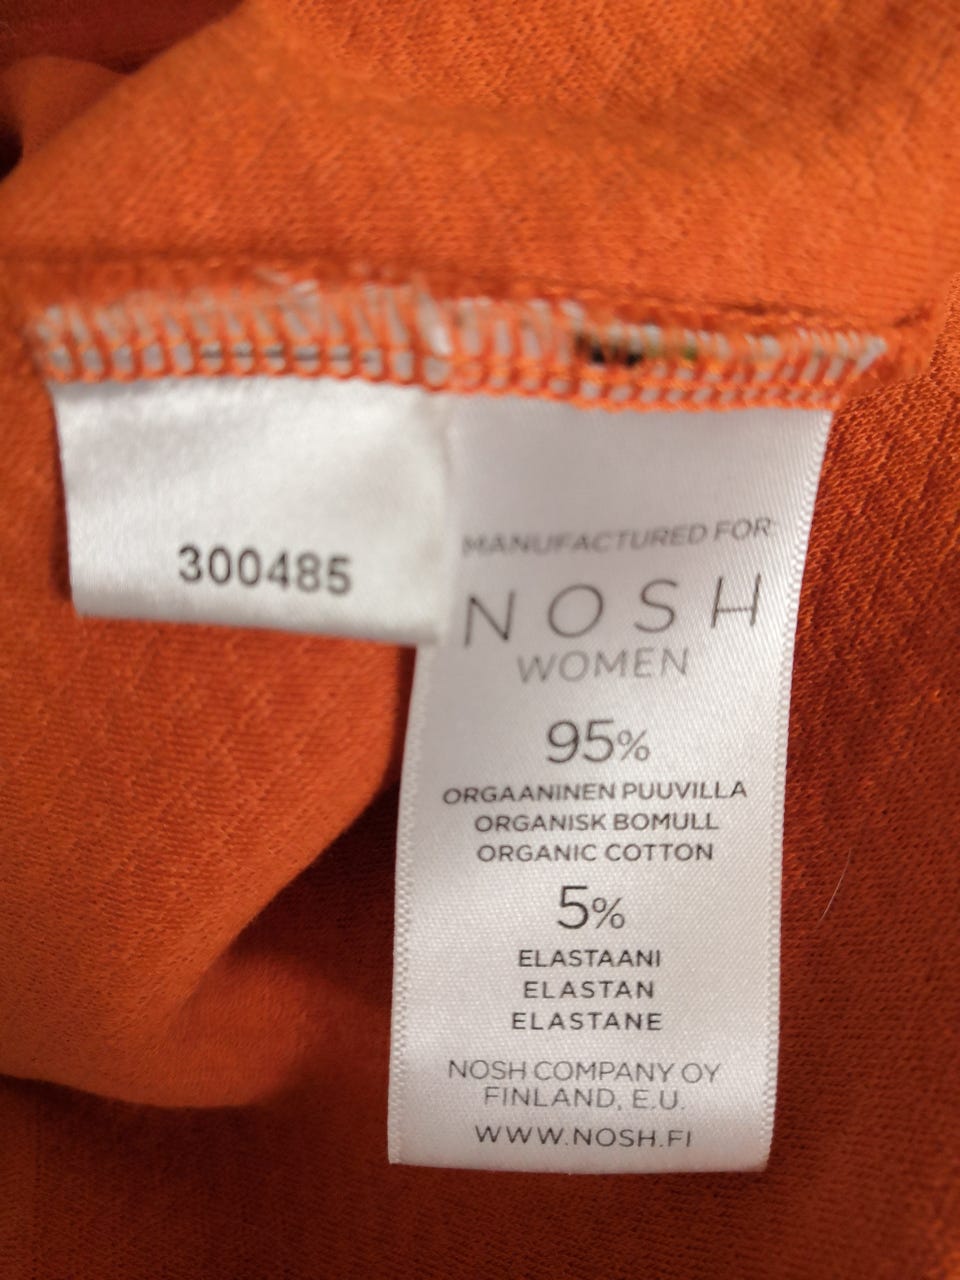 300485
MANUFACTURED FOR
NOSH
WOMEN
95%
ORGAANINEN PUUVILLA
ORGANISK BOMULL
ORGANIC COTTON
5%
ELASTAANI
ELASTAN
ELASTANE
NOSH COMPANY OY
FINLAND, E.U.
WWW.NOSH.FI